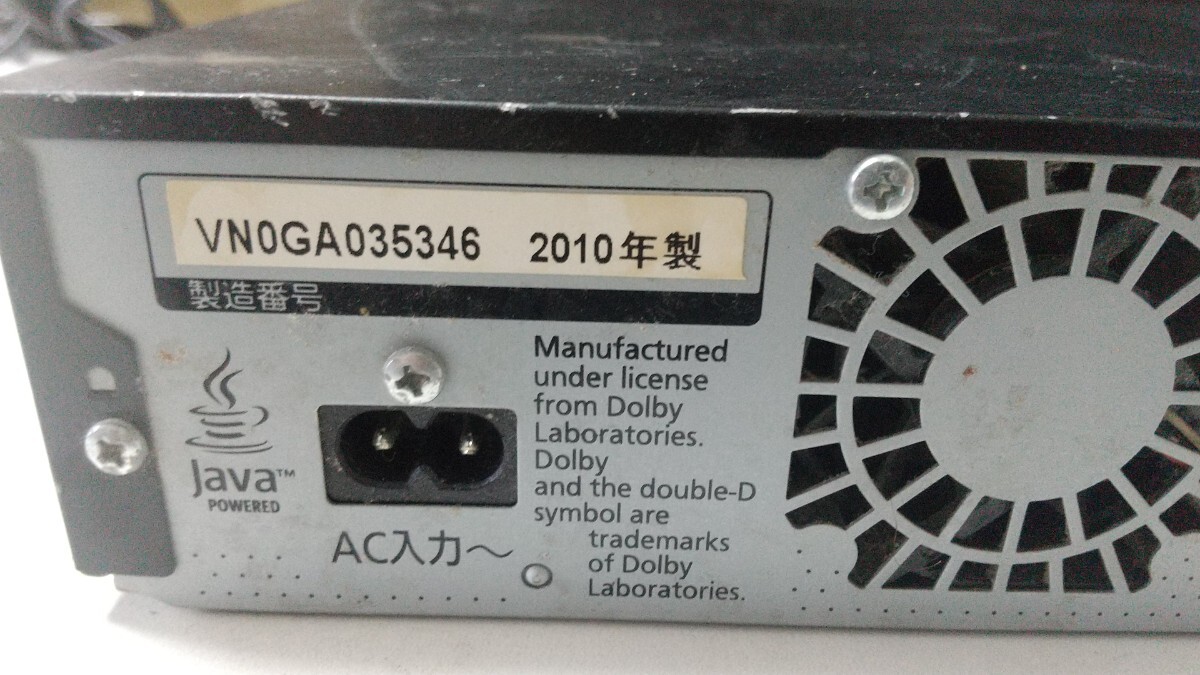 VN0GA035346 2010年製
製造番号
Java™
POWERED
AC入力～
Manufactured
under license
from Dolby
Laboratories.
Dolby
and the double-D
symbol are
trademarks
of Dolby
Laboratories.